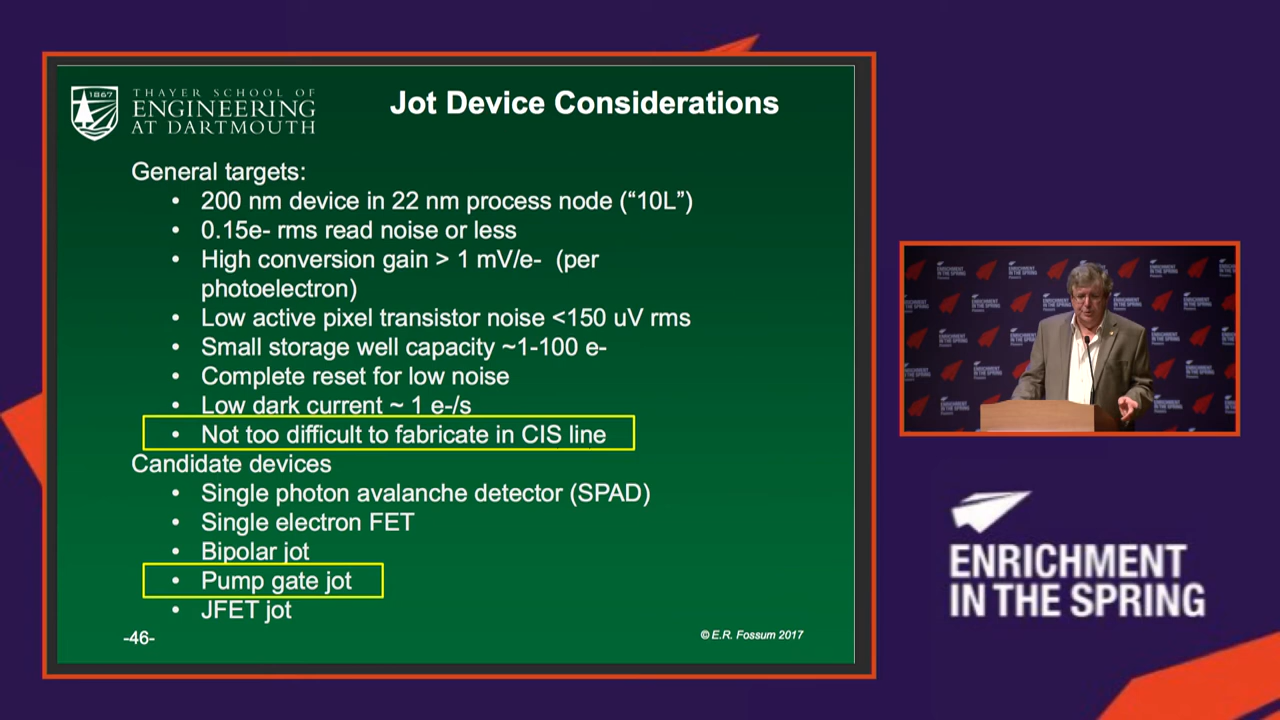 1867
THAYER SCHOOL OF
ENGINEERING
AT DARTMOUTH
Jot Device Considerations
General targets:
• 200 nm device in 22 nm process node (“10L”)
• 0.15e- rms read noise or less
• High conversion gain > 1 mV/e- (per
photoelectron)
• Low active pixel transistor noise <150 uV rms
• Small storage well capacity ~1-100 e-
• Complete reset for low noise
• Low dark current ~ 1 e-/s
• Not too difficult to fabricate in CIS line
Candidate devices
• Single photon avalanche detector (SPAD)
• Single electron FET
• Bipolar jot
• Pump gate jot
• JFET jot
-46-
© E.R. Fossum 2017
ENRICHMENT
IN THE SPRING
ENRICHMENT
IN THE SPRING